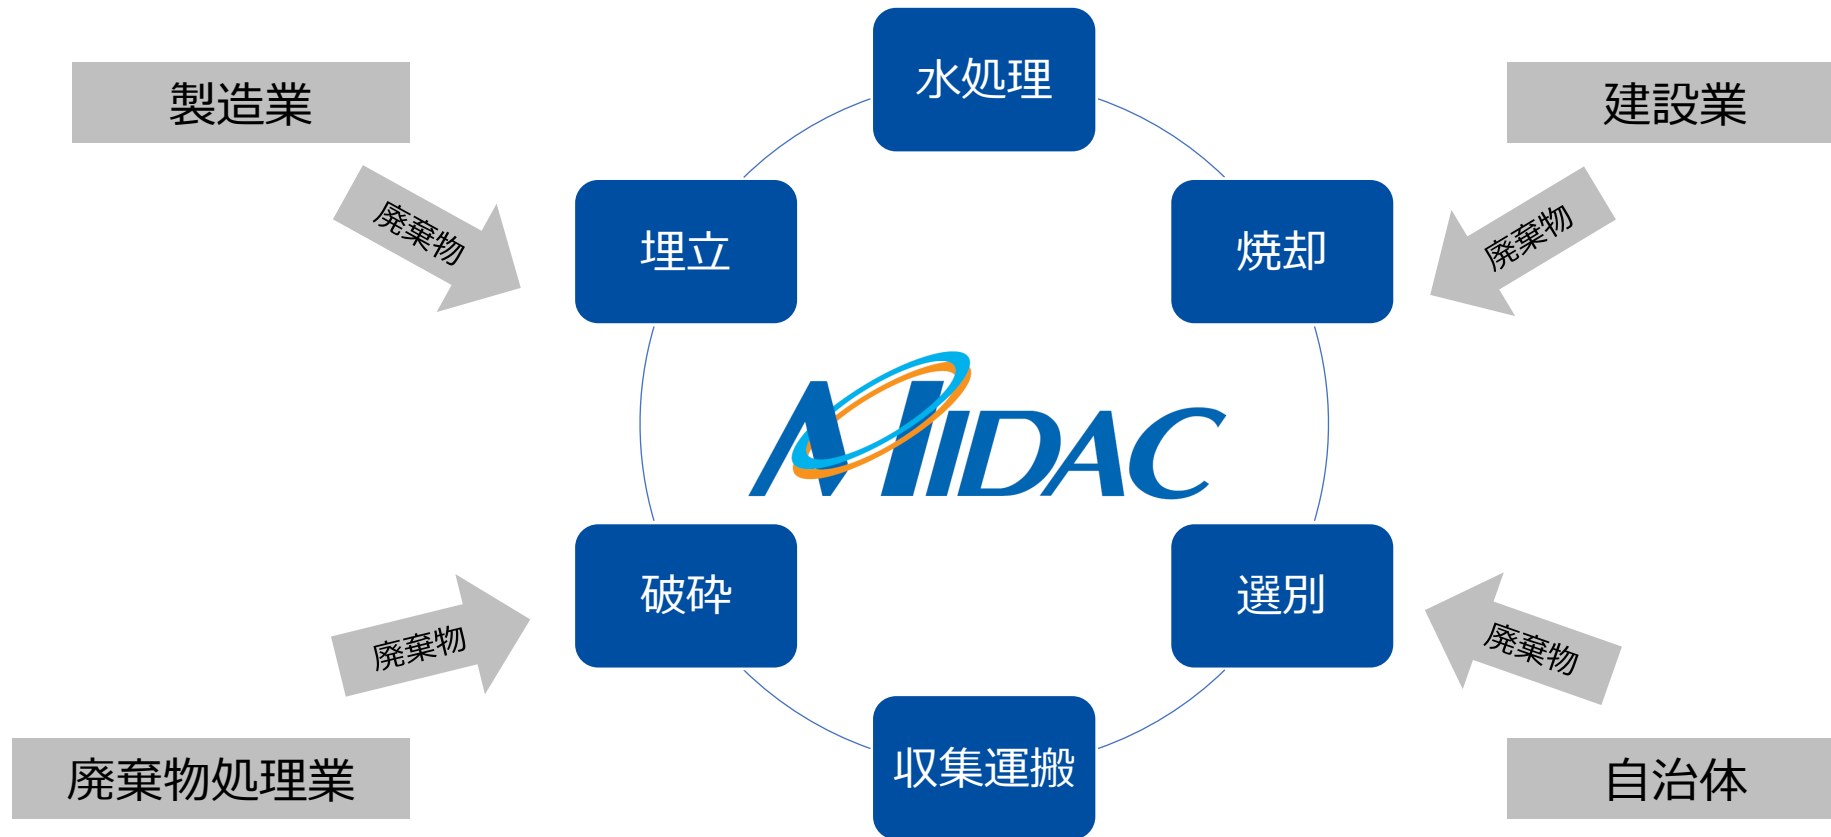 水処理
製造業
建設業
廃棄物
廃棄物
埋立
焼却
MIDAC
破砕
選別
廃棄物
廃棄物
廃棄物処理業
収集運搬
自治体